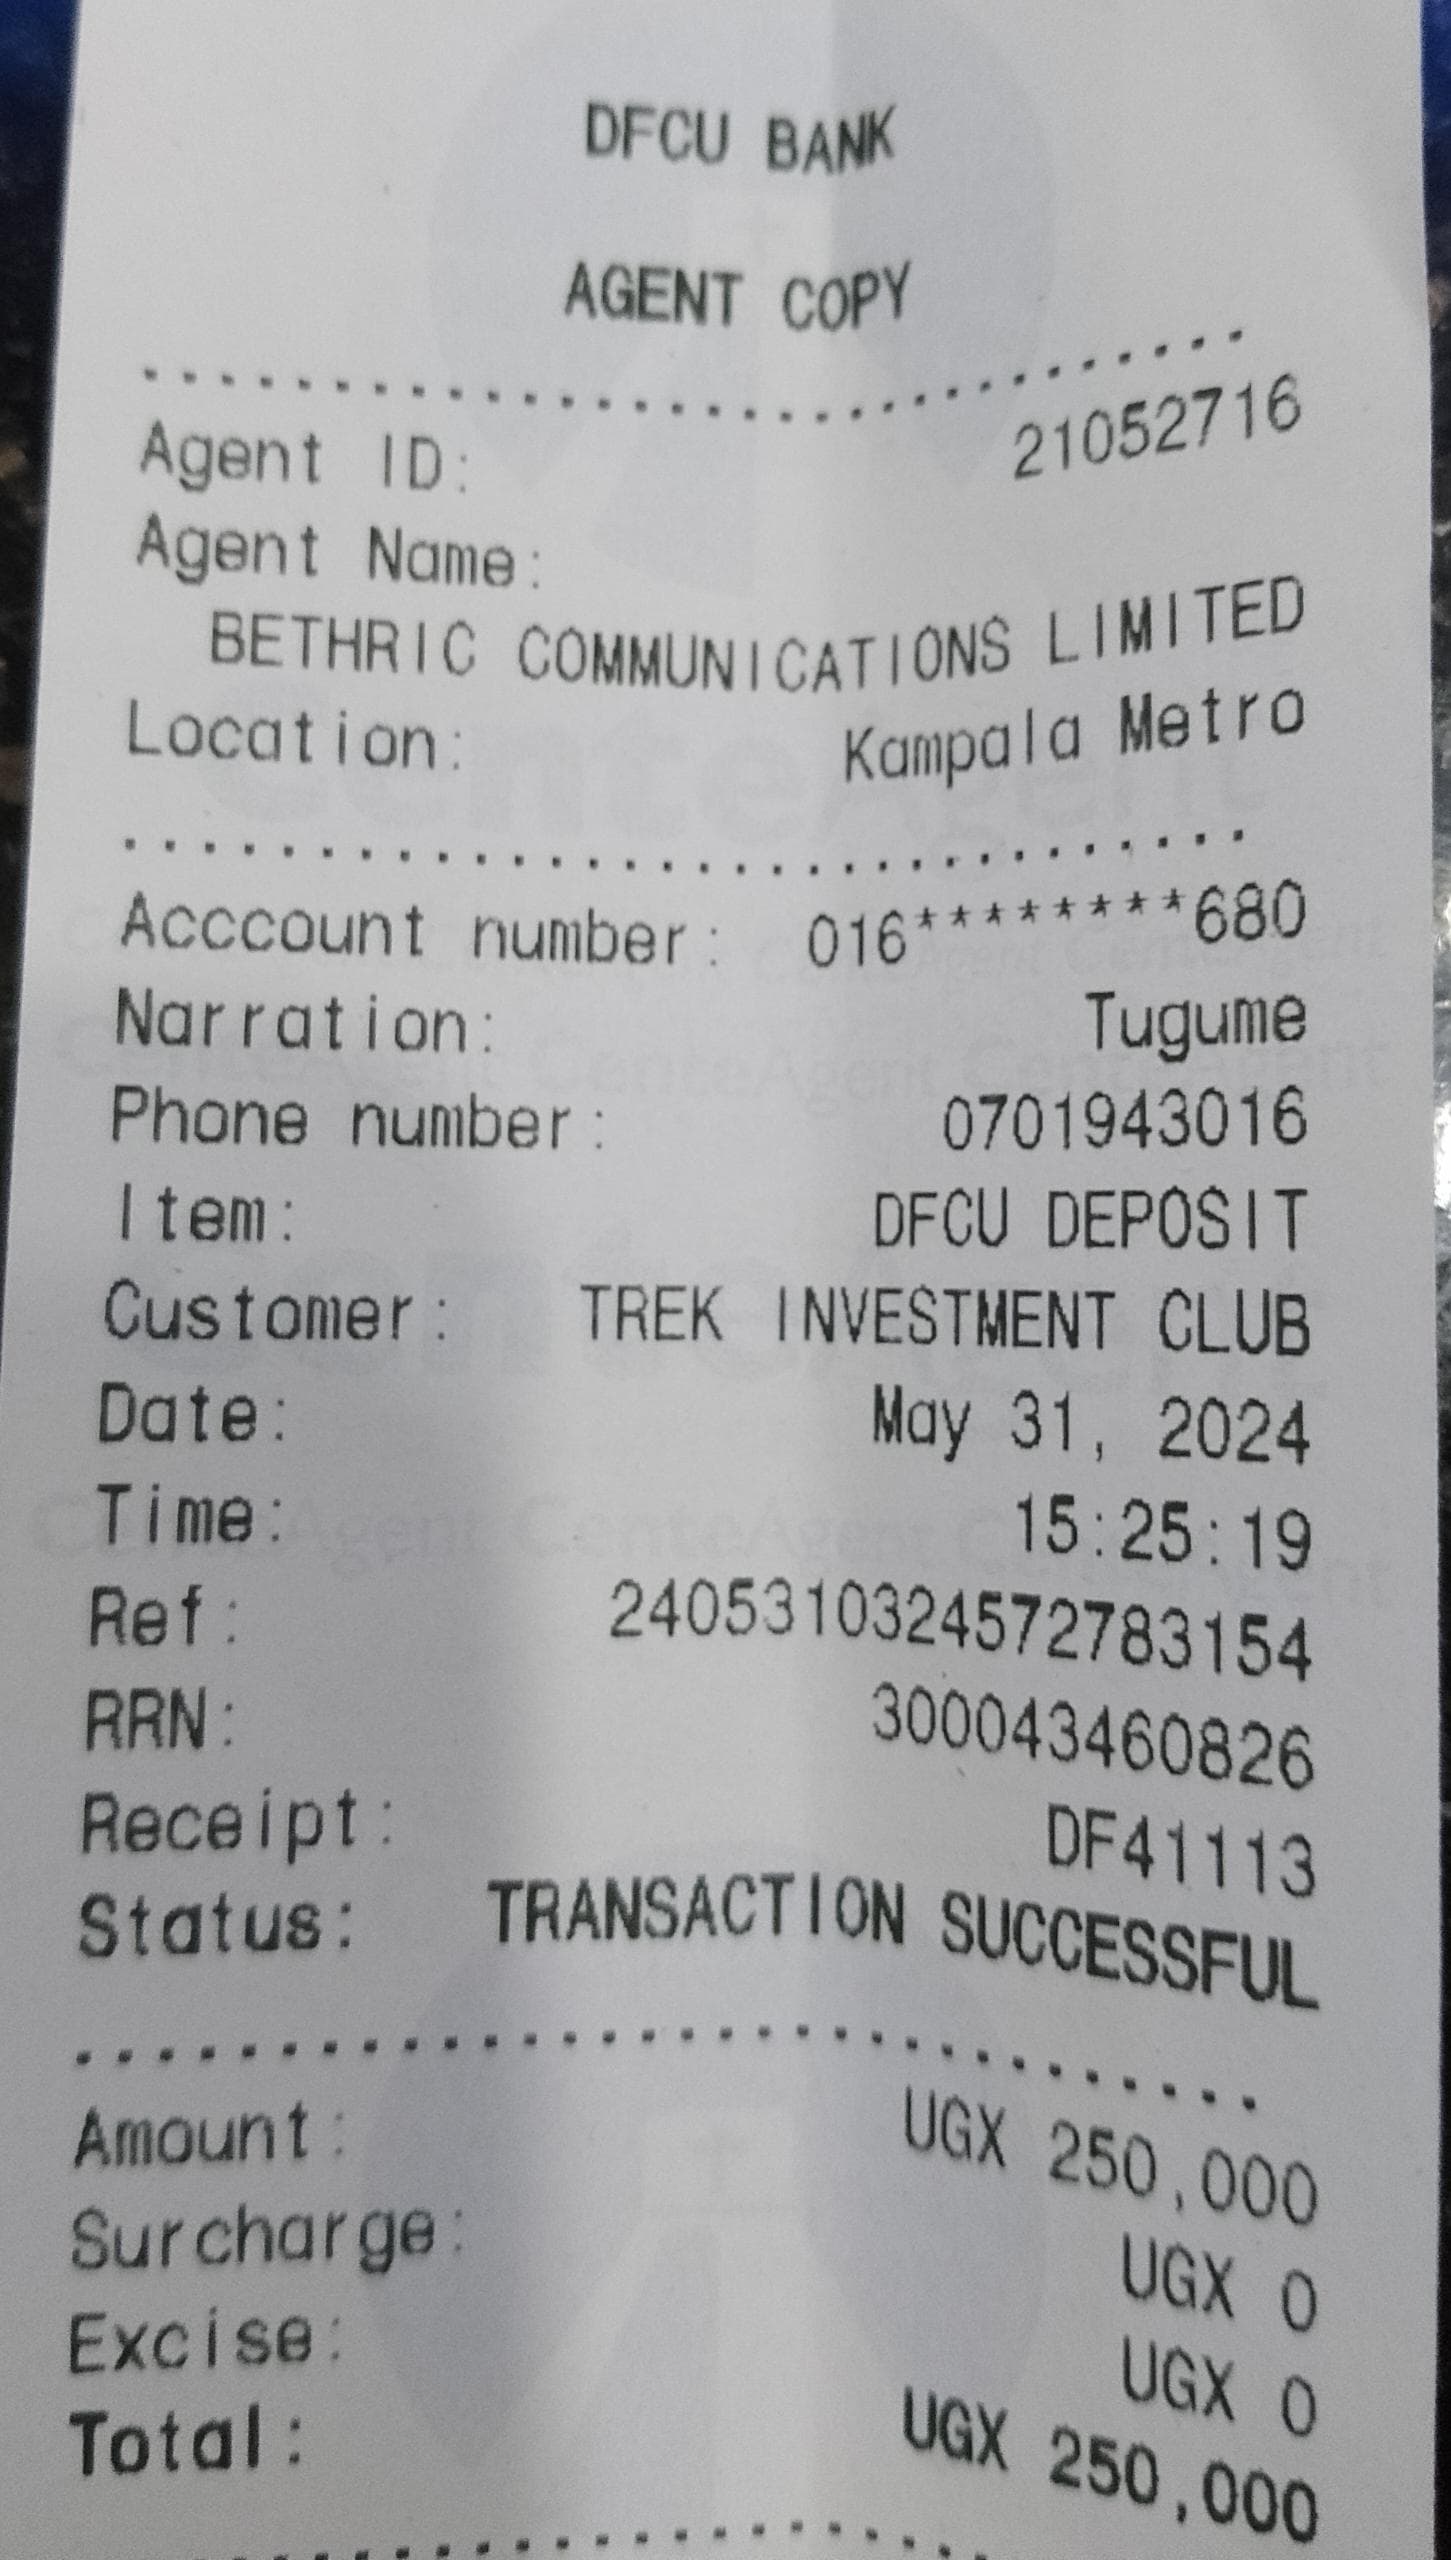 DFCU BANK
AGENT COPY
Agent ID: 21052716
Agent Name:
BETHRIC COMMUNICATIONS LIMITED
Location: Kampala Metro
Acccount number: 016********680
Narration: Tugume
Phone number: 0701943016
Item: DFCU DEPOSIT
Customer: TREK INVESTMENT CLUB
Date: May 31, 2024
Time: 15:25:19
Ref: 2405310324572783154
RRN: 300043460826
Receipt: DF41113
Status: TRANSACTION SUCCESSFUL
Amount: UGX 250,000
Surcharge: UGX 0
Excise: UGX 0
Total: UGX 250,000